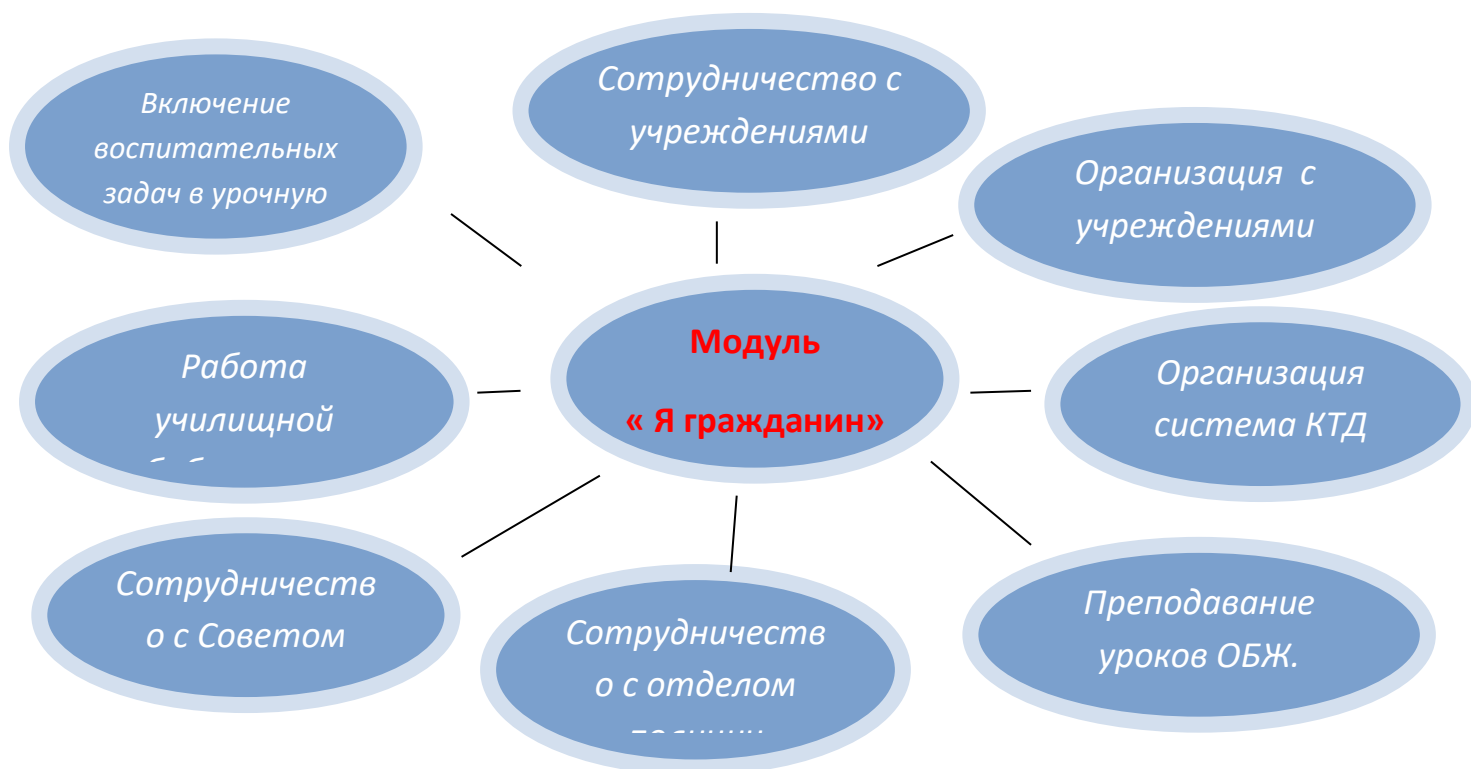 Включение
воспитательных
задач в урочную
Сотрудничество с
учреждениями
Организация с
учреждениями
Модуль
« Я гражданин»
Работа
училищной
Организация
система КТД
Сотрудничеств
о с Советом
Сотрудничеств
о с отделом
Преподавание
уроков ОБЖ.